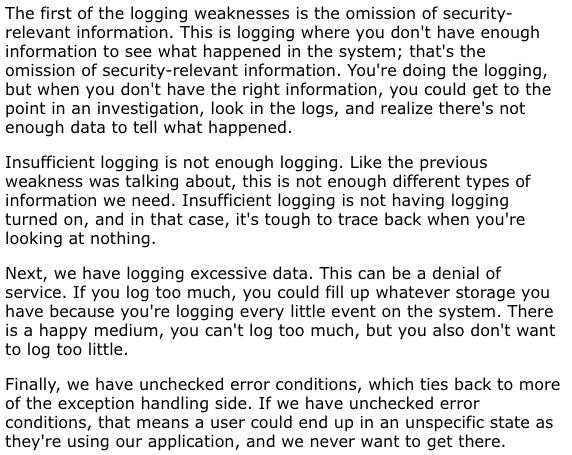 The first of the logging weaknesses is the omission of security-
relevant information. This is logging where you don't have enough
information to see what happened in the system; that's the
omission of security-relevant information. You're doing the logging,
but when you don't have the right information, you could get to the
point in an investigation, look in the logs, and realize there's not
enough data to tell what happened.
Insufficient logging is not enough logging. Like the previous
weakness was talking about, this is not enough different types of
information we need. Insufficient logging is not having logging
turned on, and in that case, it's tough to trace back when you're
looking at nothing.
Next, we have logging excessive data. This can be a denial of
service. If you log too much, you could fill up whatever storage you
have because you're logging every little event on the system. There
is a happy medium, you can't log too much, but you also don't want
to log too little.
Finally, we have unchecked error conditions, which ties back to more
of the exception handling side. If we have unchecked error
conditions, that means a user could end up in an unspecific state as
they're using our application, and we never want to get there.